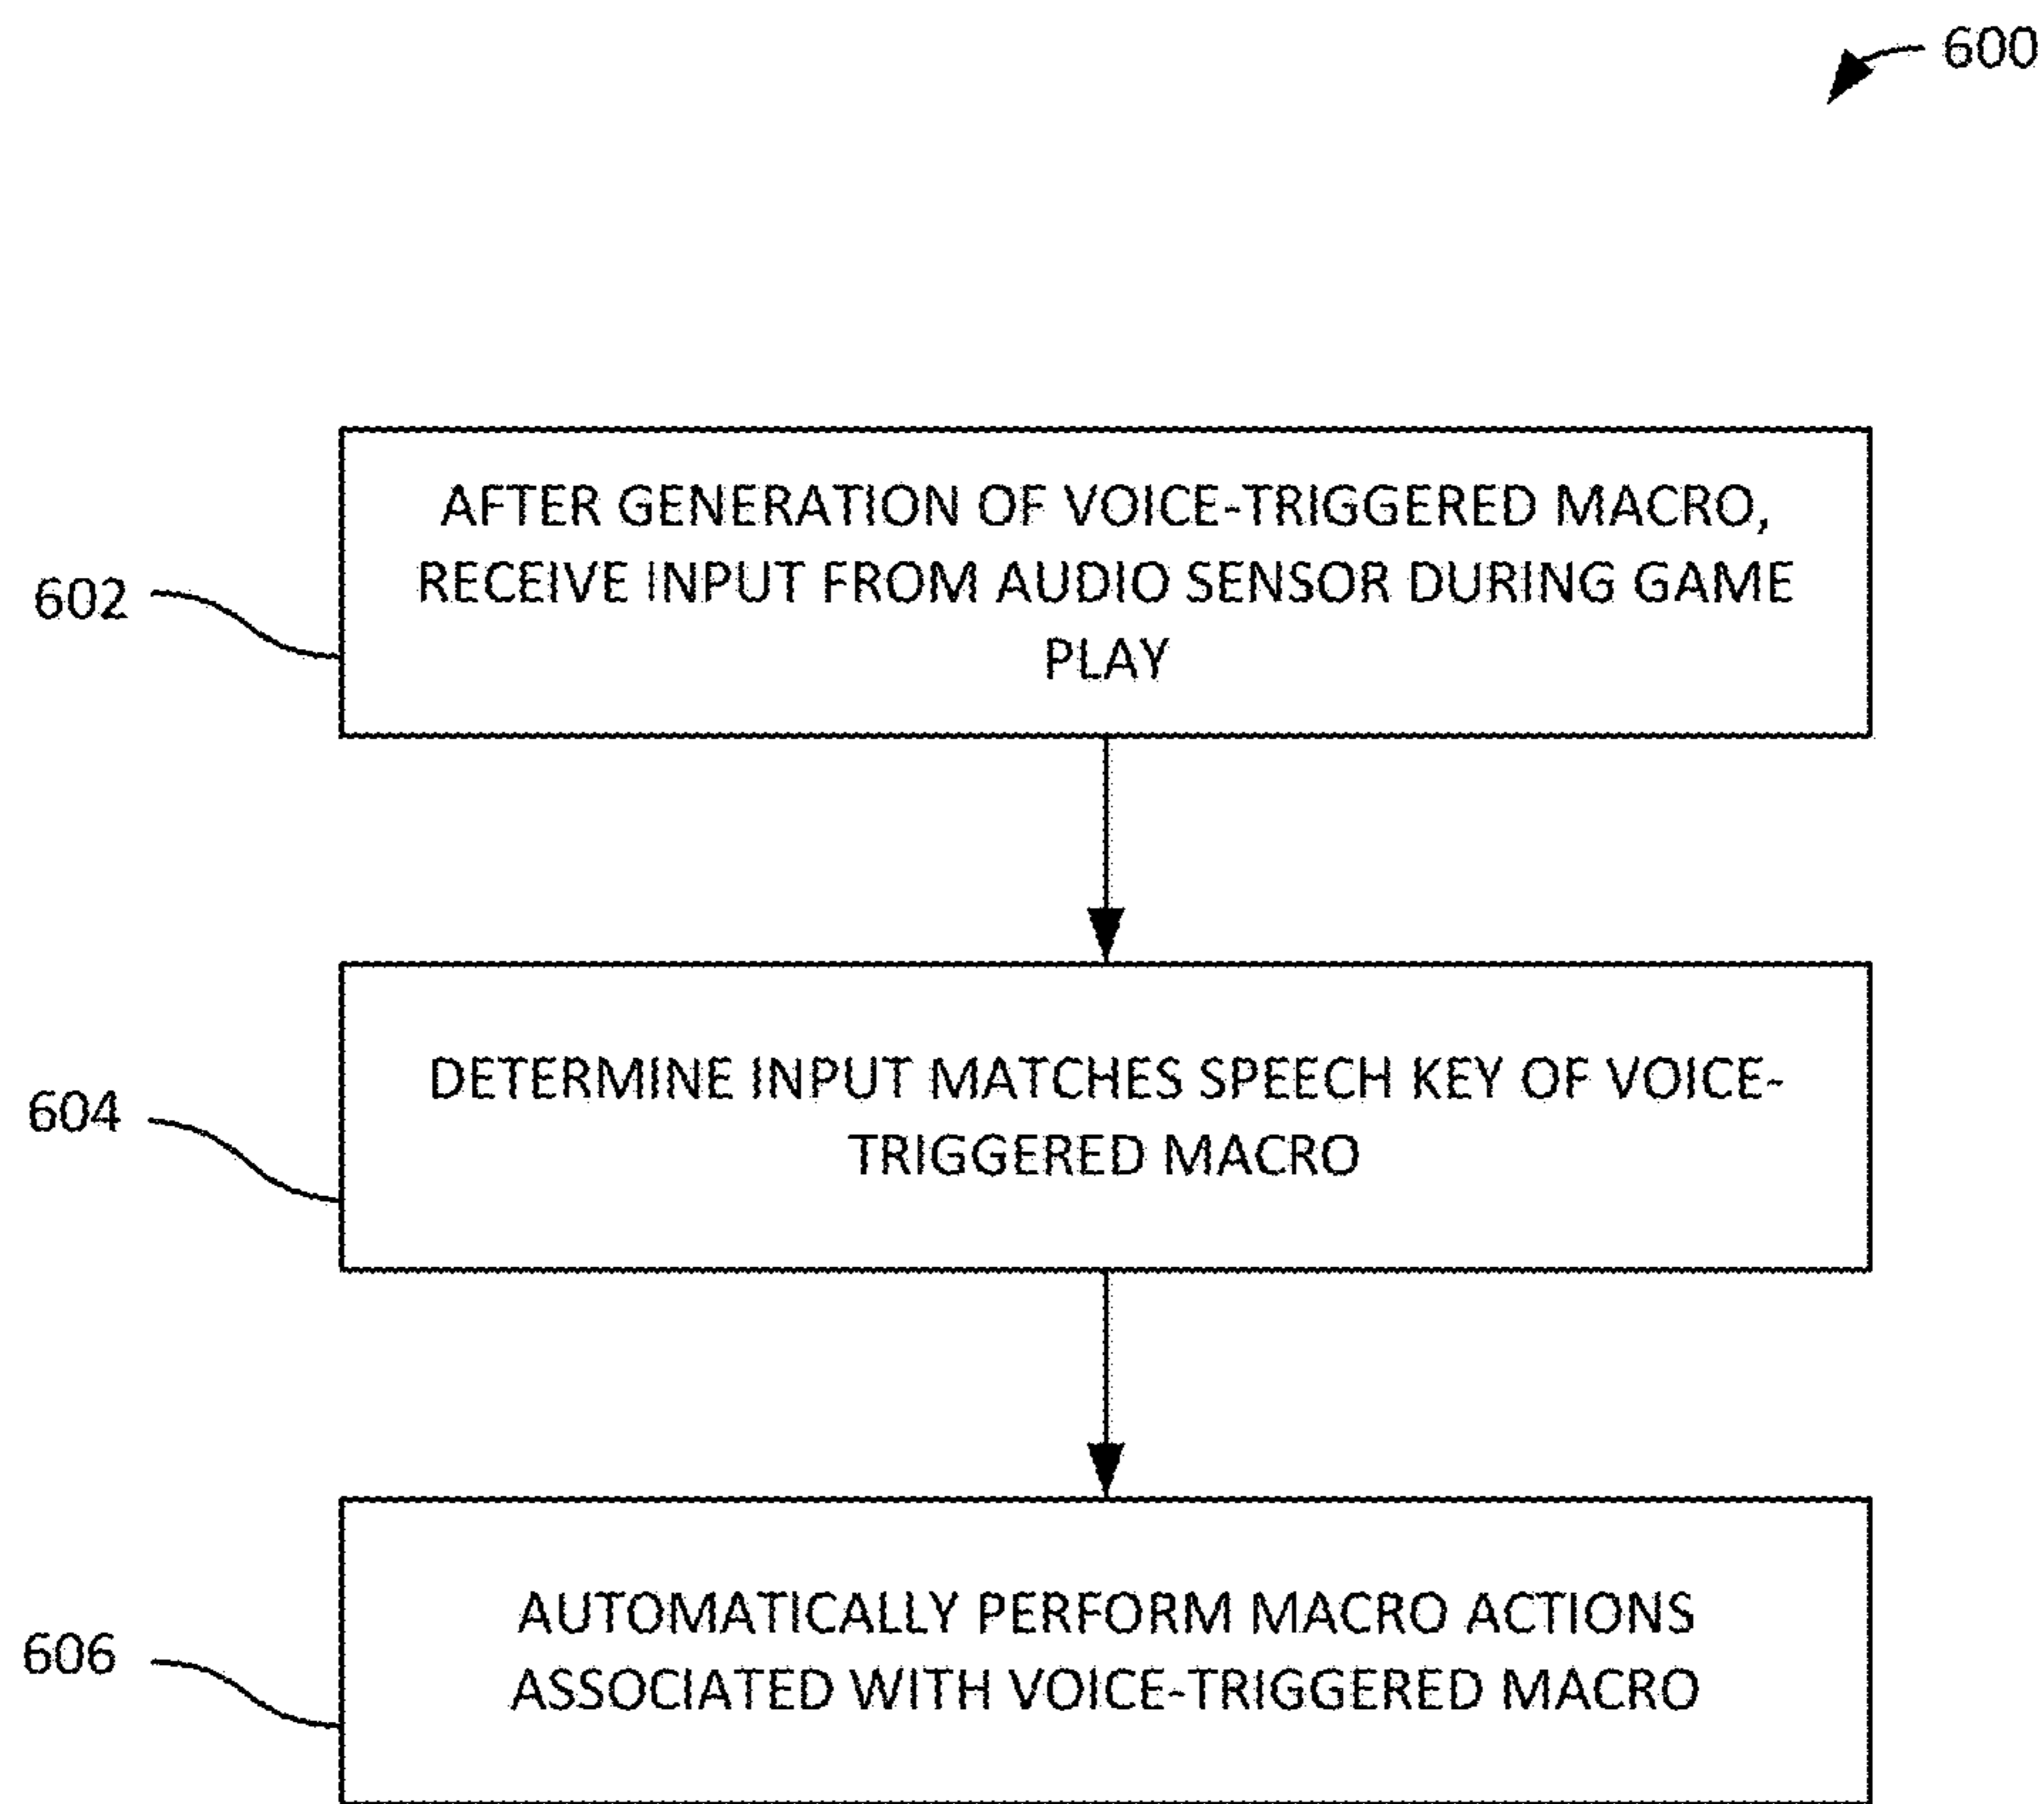 600
AFTER GENERATION OF VOICE-TRIGGERED MACRO,
RECEIVE INPUT FROM AUDIO SENSOR DURING GAME
PLAY
602
DETERMINE INPUT MATCHES SPEECH KEY OF VOICE-
TRIGGERED MACRO
604
AUTOMATICALLY PERFORM MACRO ACTIONS
ASSOCIATED WITH VOICE-TRIGGERED MACRO
606